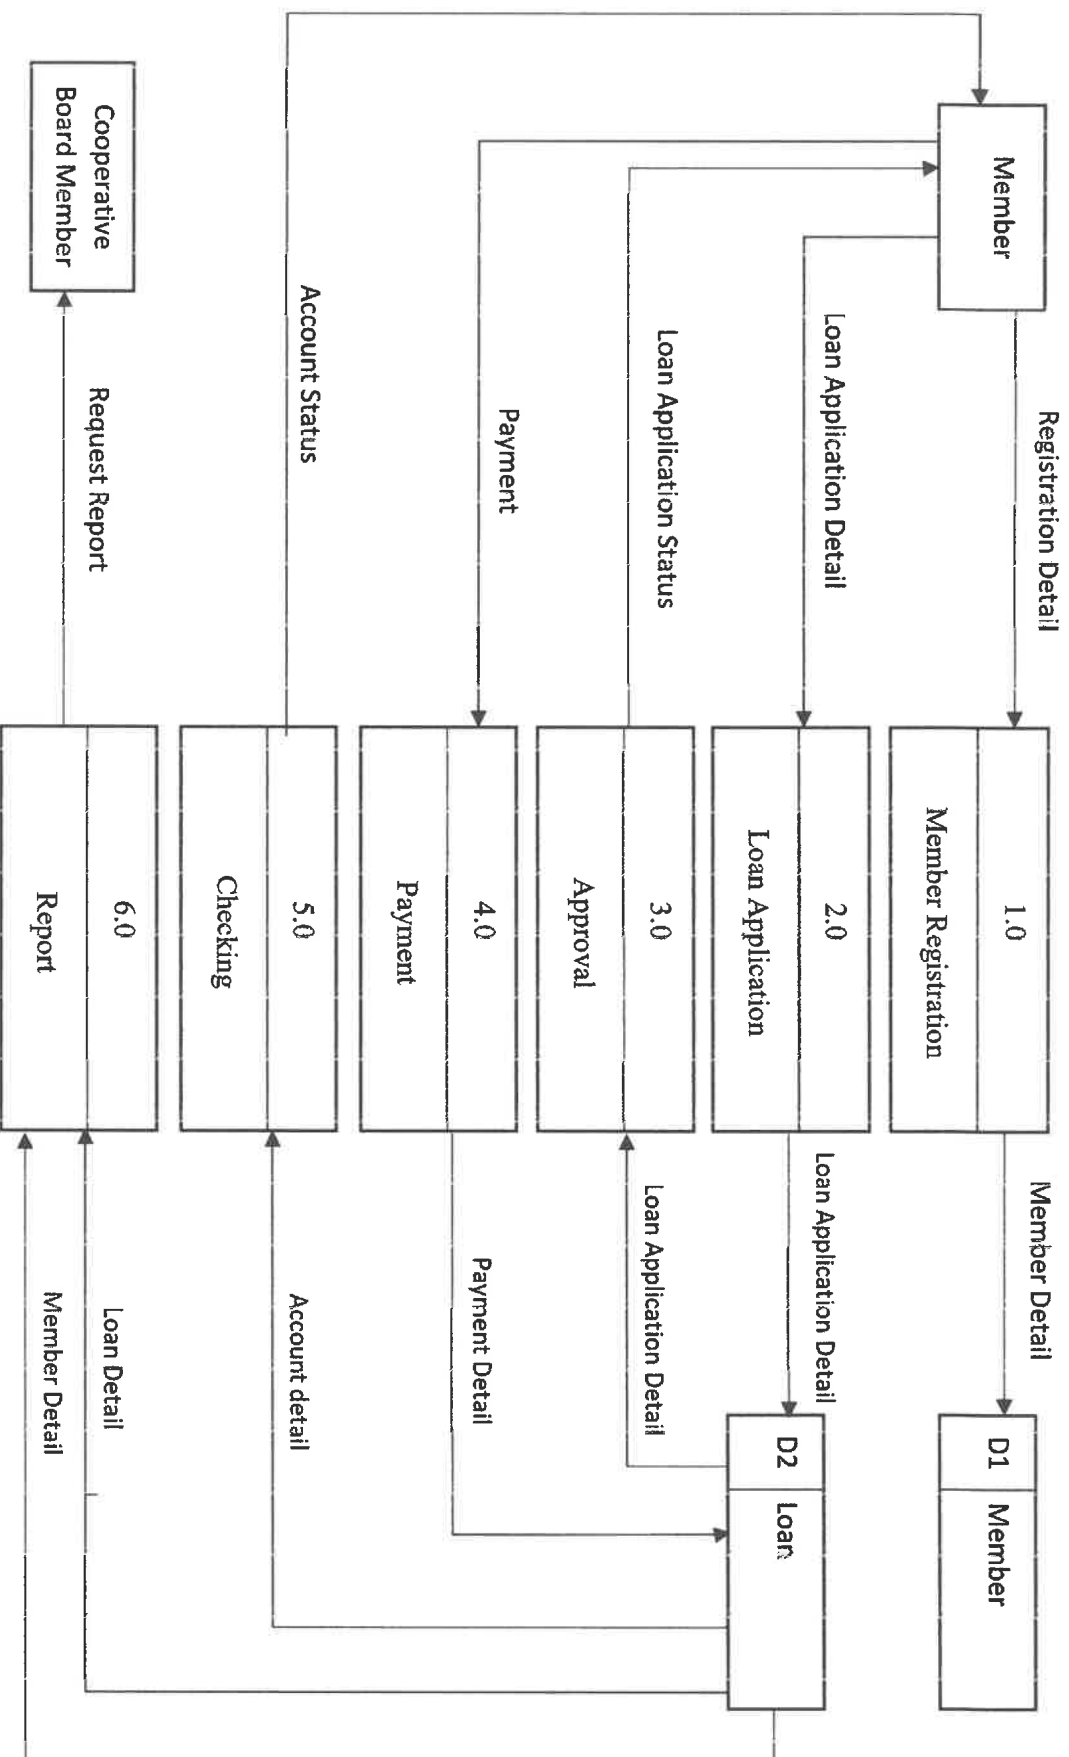 Registration Detail
Member Detail
Member
1.0
Member Registration
D1
Member
Loan Application Detail
Loan Application Detail
2.0
Loan Application
D2
Loan
Loan Application Status
Loan Application Detail
3.0
Approval
Payment
Payment Detail
4.0
Payment
Account Status
Account detail
5.0
Checking
Cooperative
Board Member
Request Report
6.0
Report
Loan Detail
Member Detail